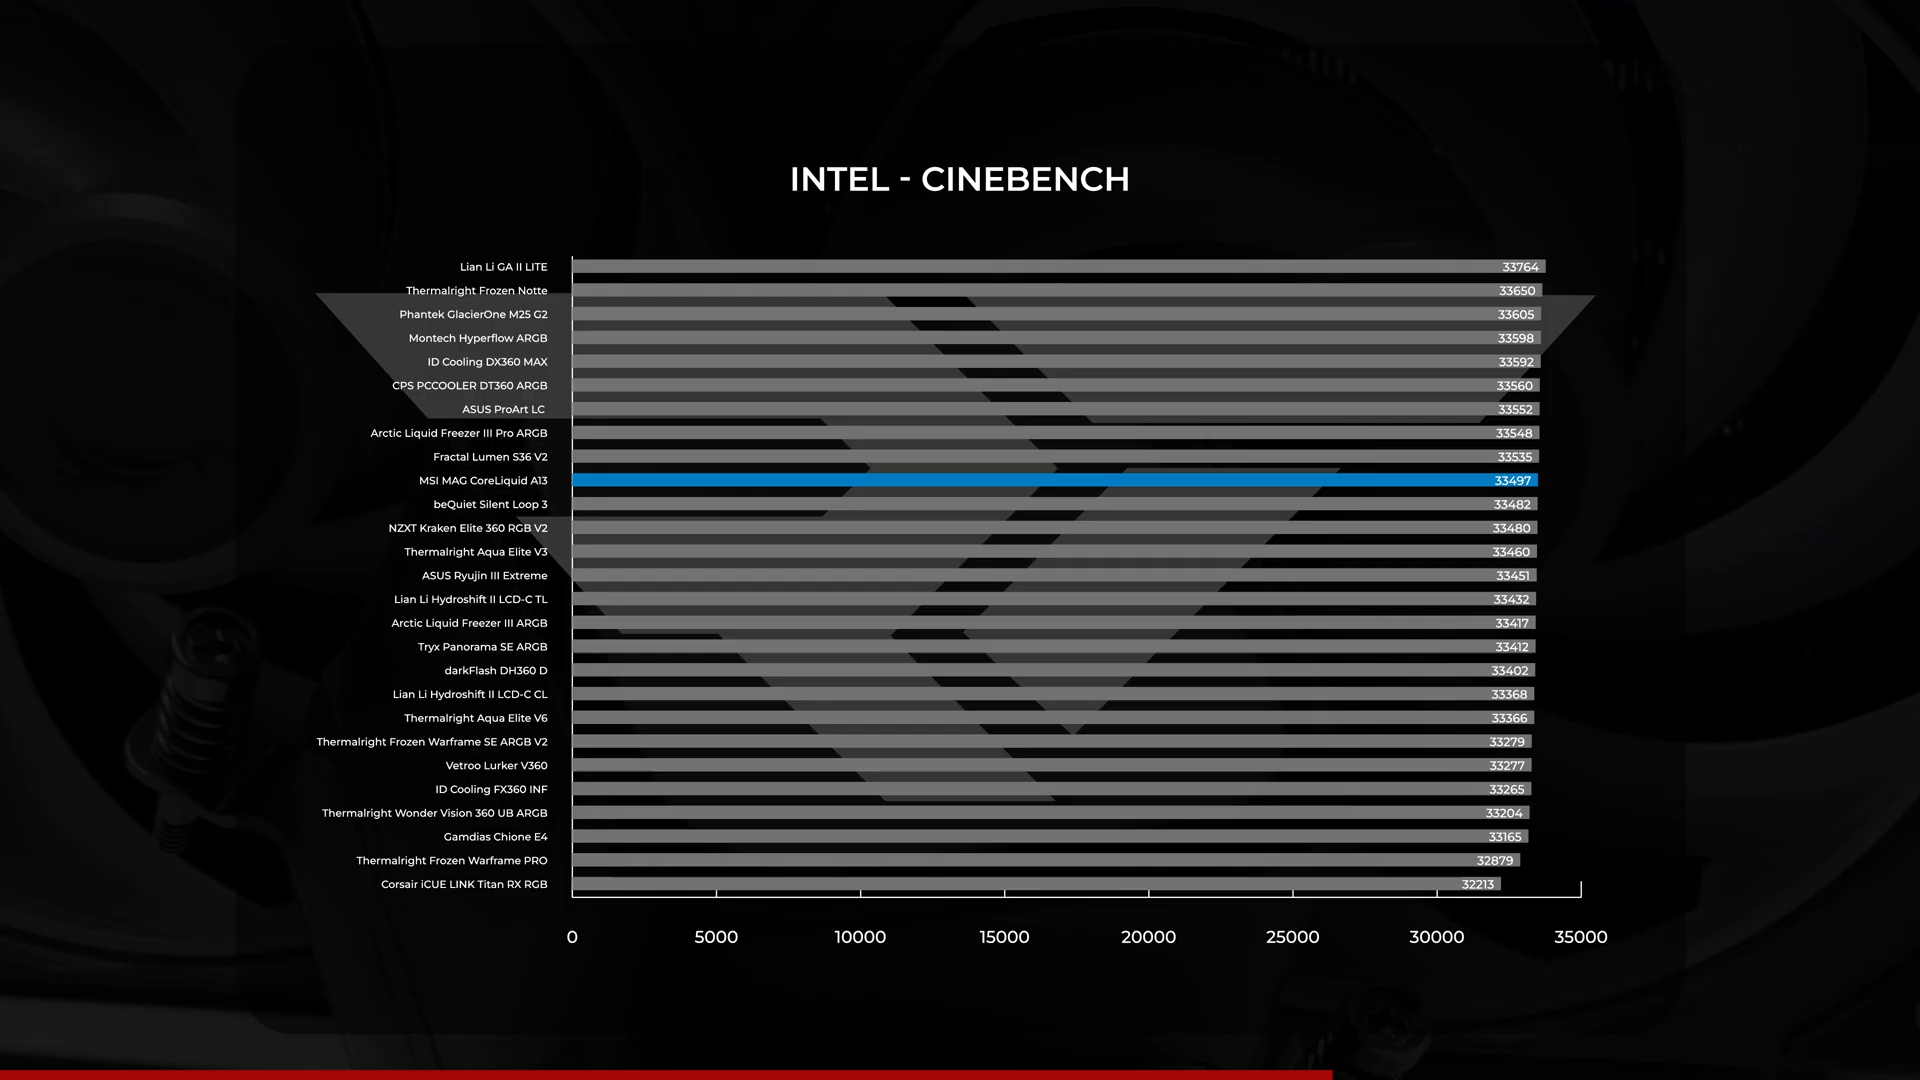 INTEL - CINEBENCH
Lian Li GA II LITE 33764
Thermalright Frozen Notte 33650
Phantek GlacierOne M25 G2 33605
Montech Hyperflow ARGB 33598
ID Cooling DX360 MAX 33592
CPS PCCOOLER DT360 ARGB 33560
ASUS ProArt LC 33552
Arctic Liquid Freezer III Pro ARGB 33548
Fractal Lumen S36 V2 33535
MSI MAG CoreLiquid A13 33497
beQuiet Silent Loop 3 33482
NZXT Kraken Elite 360 RGB V2 33480
Thermalright Aqua Elite V3 33460
ASUS Ryujin III Extreme 33451
Lian Li Hydroshift II LCD-C TL 33432
Arctic Liquid Freezer III ARGB 33417
Tryx Panorama SE ARGB 33412
darkFlash DH360 D 33402
Lian Li Hydroshift II LCD-C CL 33368
Thermalright Aqua Elite V6 33366
Thermalright Frozen Warframe SE ARGB V2 33279
Vetroo Lurker V360 33277
ID Cooling FX360 INF 33265
Thermalright Wonder Vision 360 UB ARGB 33204
Gamdias Chione E4 33165
Thermalright Frozen Warframe PRO 32879
Corsair iCUE LINK Titan RX RGB 32213
0 5000 10000 15000 20000 25000 30000 35000